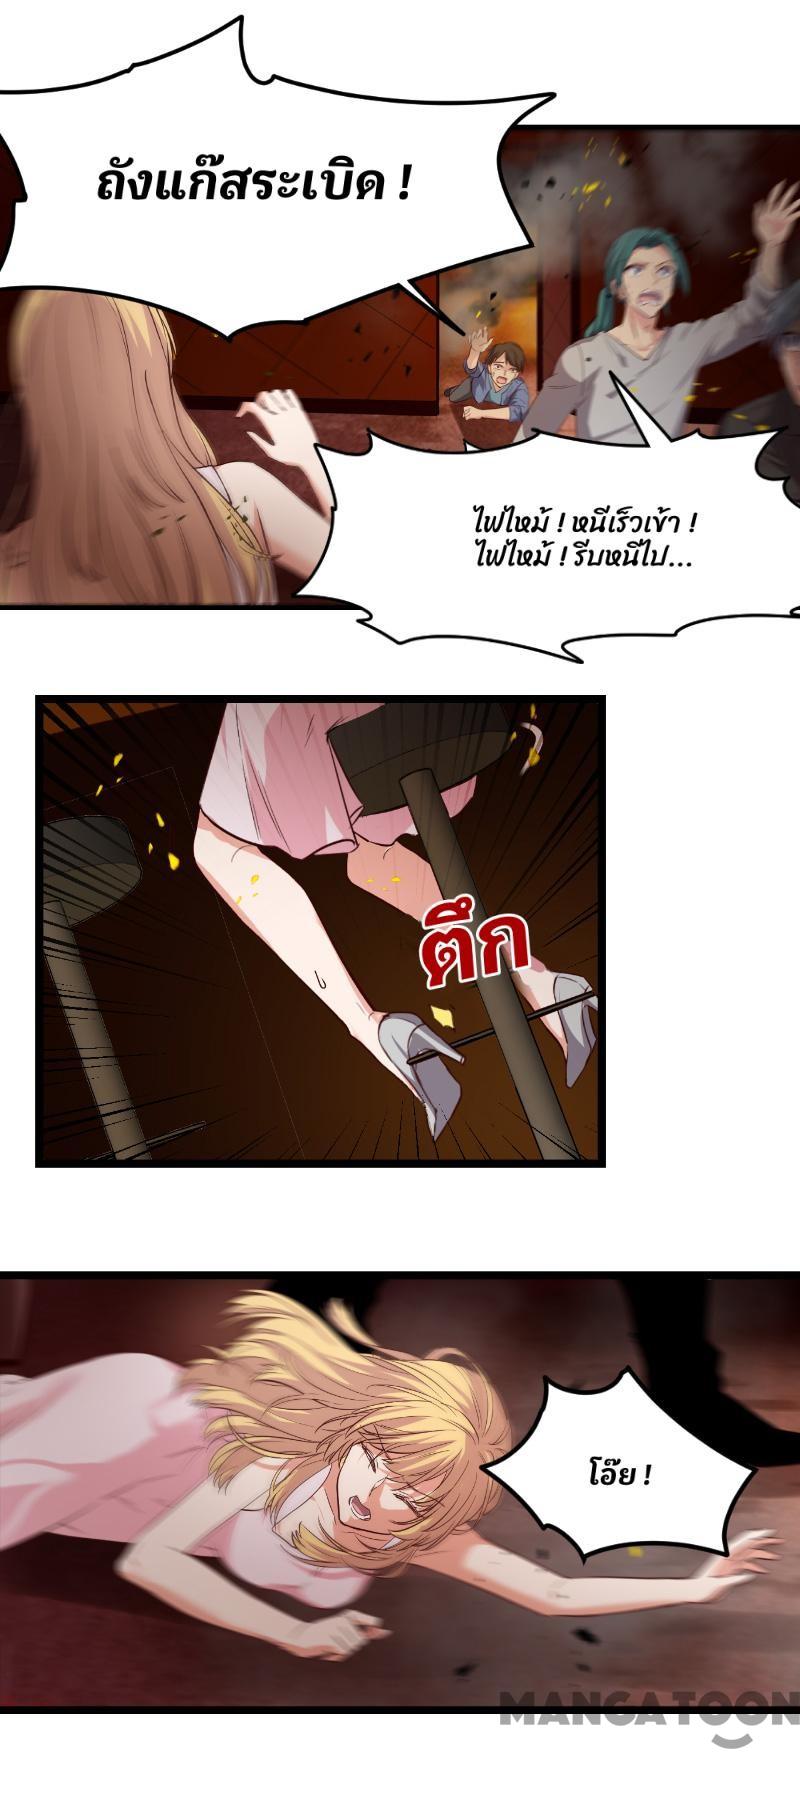 ถังแก๊สระเบิด !
ไฟไหม้ ! หนีเร็วเข้า !
ไฟไหม้ ! รีบหนีไป...
ตึก
โอ๊ย !
MANGATOON